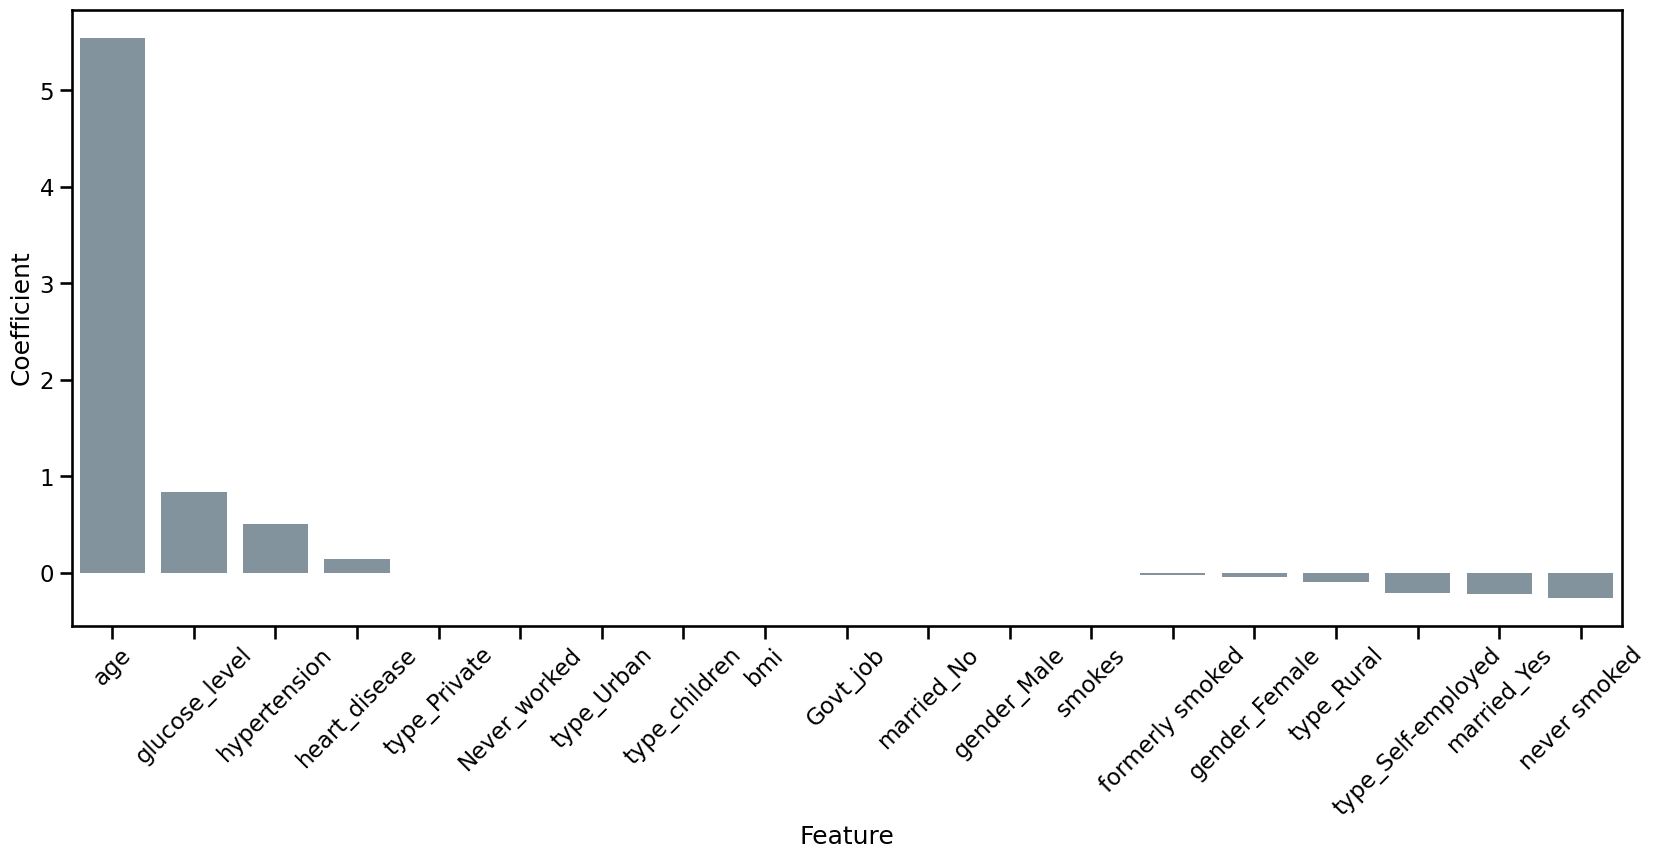 Coefficient
5
4
3
2
1
0
age
glucose_level
hypertension
heart_disease
type_Private
Never_worked
type_Urban
type_children
bmi
Govt_job
married_No
gender_Male
smokes
formerly smoked
gender_Female
type_Rural
type_Self-employed
married_Yes
never smoked
Feature